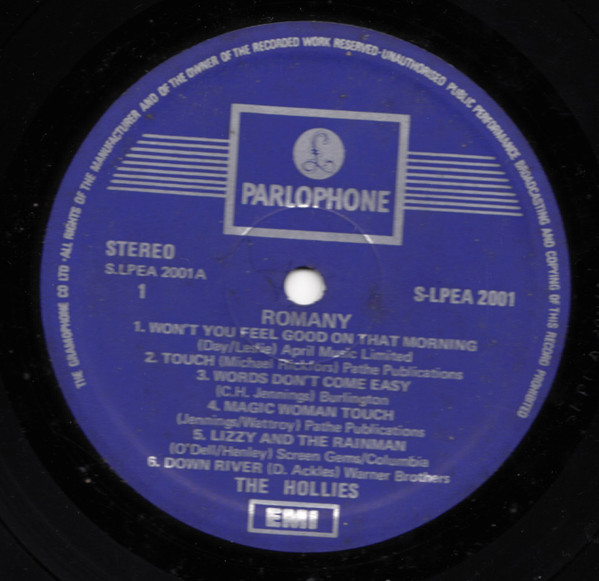 THE GRAMOPHONE CO LTD·ALL RIGHTS OF THE MANUFACTURER AND OF THE OWNER OF THE RECORDED WORK RESERVED·UNAUTHORISED PUBLIC PERFORMANCE BROADCASTING AND COPYING OF THIS RECORD PROHIBITED
£
PARLOPHONE
STEREO
S.LPEA 2001A
1
S-LPEA 2001
ROMANY
1. WON'T YOU FEEL GOOD ON THAT MORNING
(Day/Leslie) April Music Limited
2. TOUCH (Michael Rickfors) Pathe Publications
3. WORDS DON'T COME EASY
(C.H. Jennings) Burlington
4. MAGIC WOMAN TOUCH
(Jennings/Wattroy) Pathe Publications
5. LIZZY AND THE RAINMAN
(O'Dell/Henley) Screen Gems/Columbia
6. DOWN RIVER (D. Ackles) Warner Brothers
THE HOLLIES
EMI